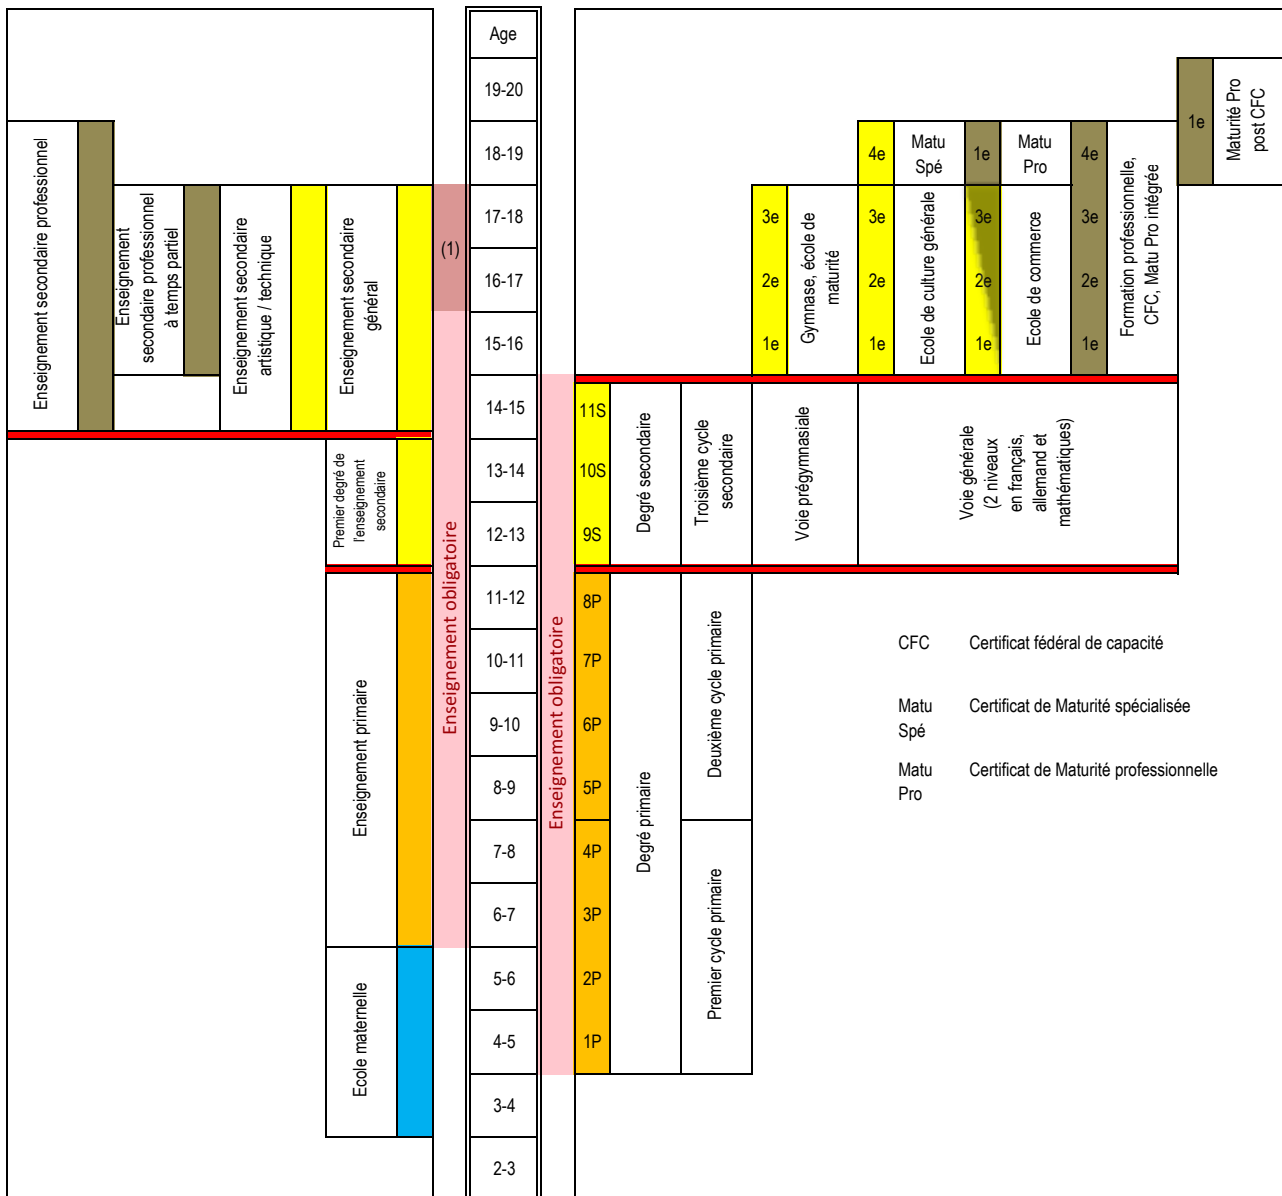 Enseignement secondaire professionnel
Enseignement
secondaire professionnel
à temps partiel
Enseignement secondaire
artistique / technique
Enseignement secondaire
général
Premier degré de
l'enseignement
secondaire
Enseignement primaire
Ecole maternelle
(1)
Enseignement obligatoire
Age
19-20
18-19
17-18
16-17
15-16
14-15
13-14
12-13
11-12
10-11
9-10
8-9
7-8
6-7
5-6
4-5
3-4
2-3
Enseignement obligatoire
11S
10S
9S
8P
7P
6P
5P
4P
3P
2P
1P
Degré secondaire
Troisième cycle
secondaire
Degré primaire
Deuxième cycle primaire
Premier cycle primaire
3e
2e
1e
Gymnase, école de
maturité
4e
3e
2e
1e
Matu
Spé
Ecole de culture générale
1e
3e
2e
1e
Matu
Pro
Ecole de commerce
4e
3e
2e
1e
Formation professionnelle,
CFC, Matu Pro intégrée
1e
Maturité Pro
post CFC
Voie prégymnasiale
Voie générale
(2 niveaux
en français,
allemand et
mathématiques)
CFC Certificat fédéral de capacité
Matu Certificat de Maturité spécialisée
Spé
Matu Certificat de Maturité professionnelle
Pro